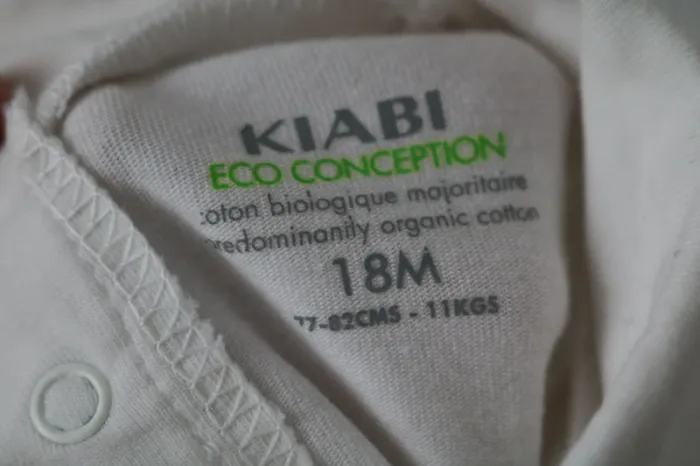 KIABI
ECO CONCEPTION
coton biologique majoritaire
predominantly organic cotton
18M
77-82CMS - 11KGS